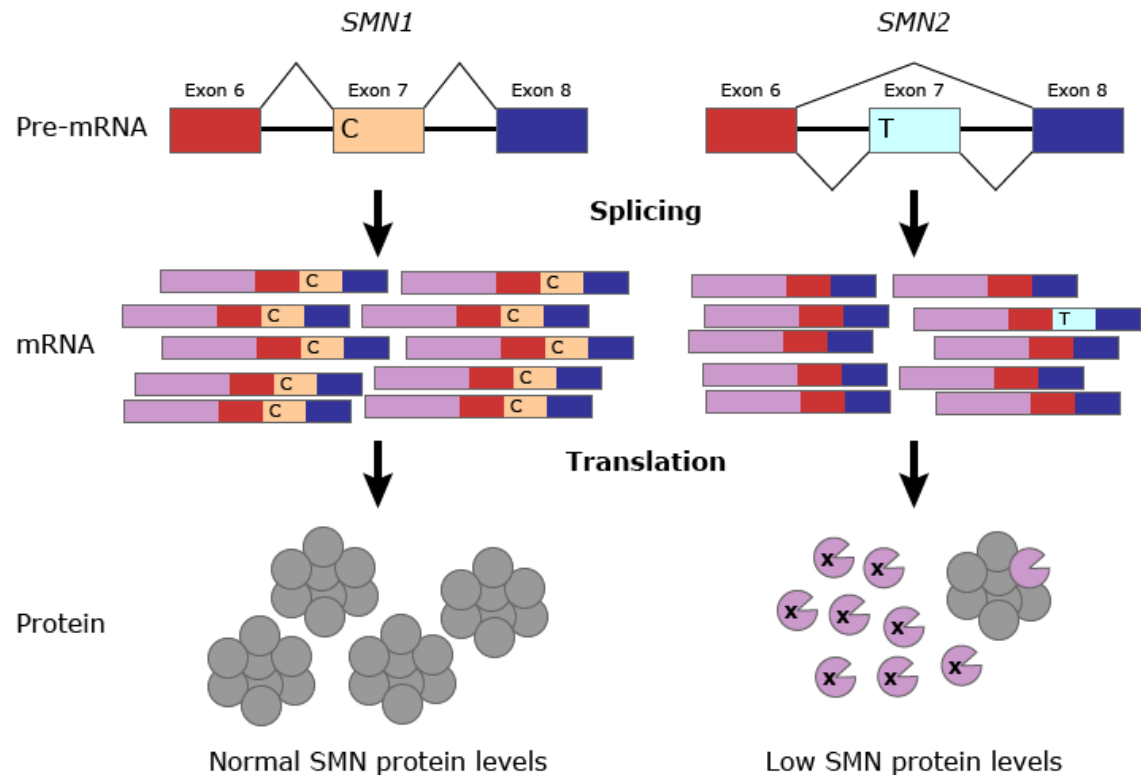 SMN1 SMN2
Exon 6 Exon 7 Exon 8 Exon 6 Exon 7 Exon 8
Pre-mRNA C T
Splicing
C C
C C T
mRNA C C
C C
C C
Translation
Protein
x x
x x x
x x x
Normal SMN protein levels Low SMN protein levels